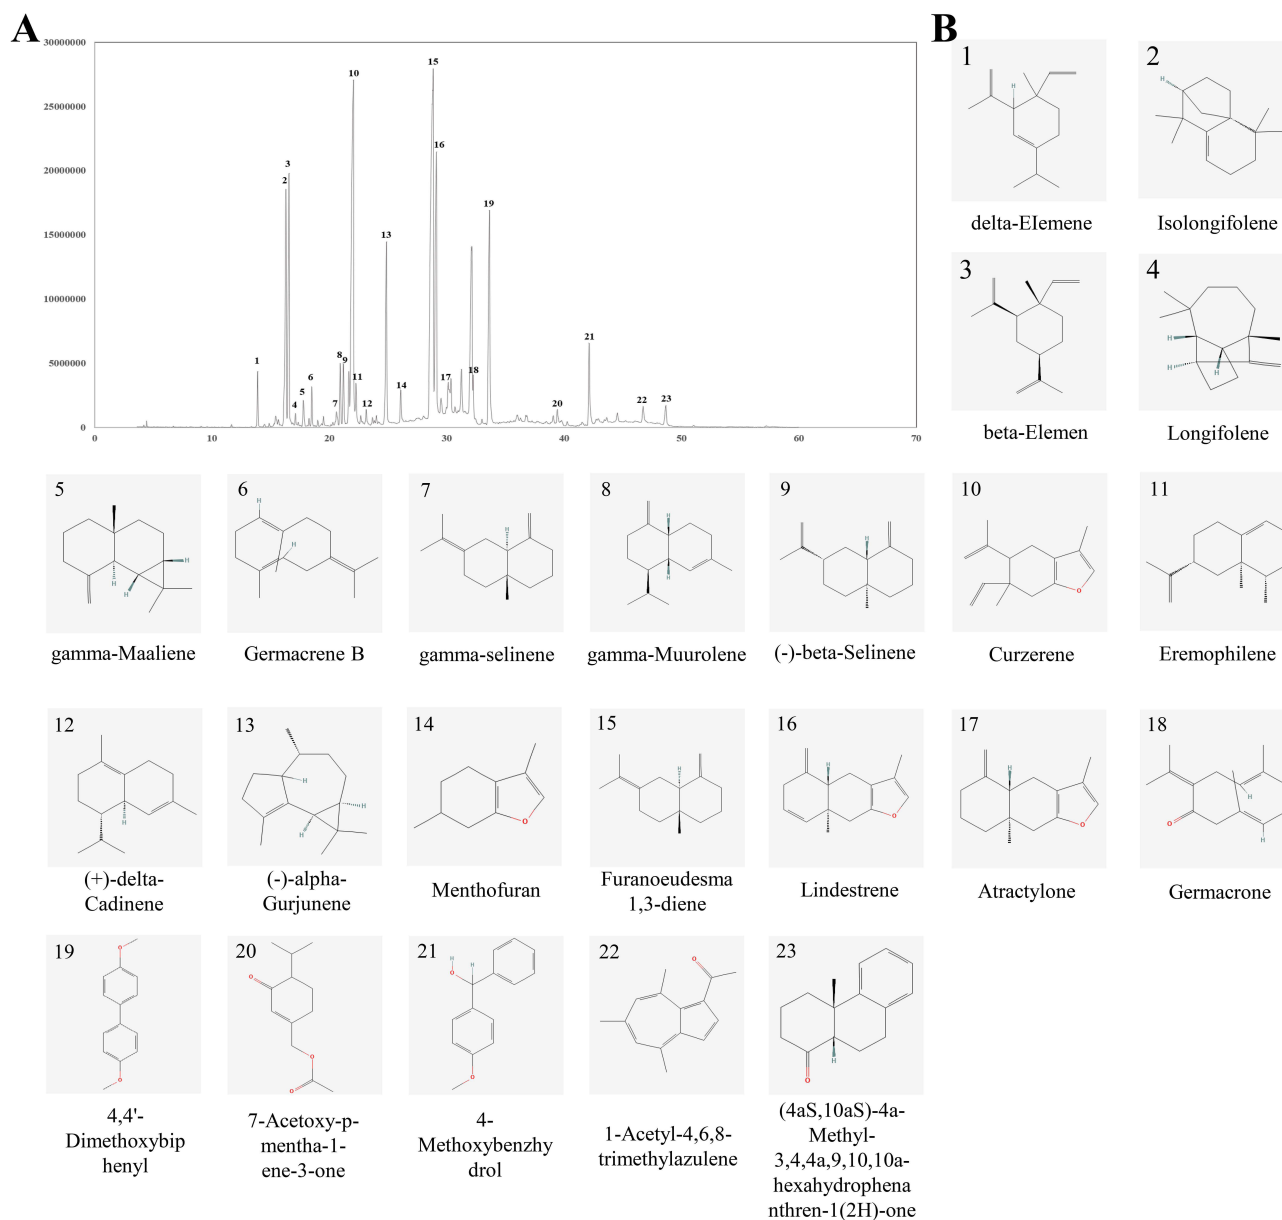 A
B
30000000
25000000
20000000
15000000
10000000
5000000
0
0
10
20
30
40
50
60
70
1
2
3
4
5
6
7
8
9
10
11
12
13
14
15
16
17
18
19
20
21
22
23
1
H
delta-EIemene
2
H
Isolongifolene
3
beta-Elemen
4
H
H
H
Longifolene
5
H
H
H
gamma-Maaliene
6
H
H
Germacrene B
7
H
gamma-selinene
8
H
H
gamma-Muurolene
9
H
(-)-beta-Selinene
10
O
Curzerene
11
Eremophilene
12
H
(+)-delta-
Cadinene
13
H
H
H
(-)-alpha-
Gurjunene
14
O
Menthofuran
15
H
Furanoeudesma
1,3-diene
16
H
O
Lindestrene
17
H
O
Atractylone
18
H
O
H
Germacrone
19
O
O
4,4'-
Dimethoxybip
henyl
20
O
O
O
7-Acetoxy-p-
mentha-1-
ene-3-one
21
H
H
O
O
4-
Methoxybenzhy
drol
22
O
1-Acetyl-4,6,8-
trimethylazulene
23
H
O
(4aS,10aS)-4a-
Methyl-
3,4,4a,9,10,10a-
hexahydrophena
nthren-1(2H)-one